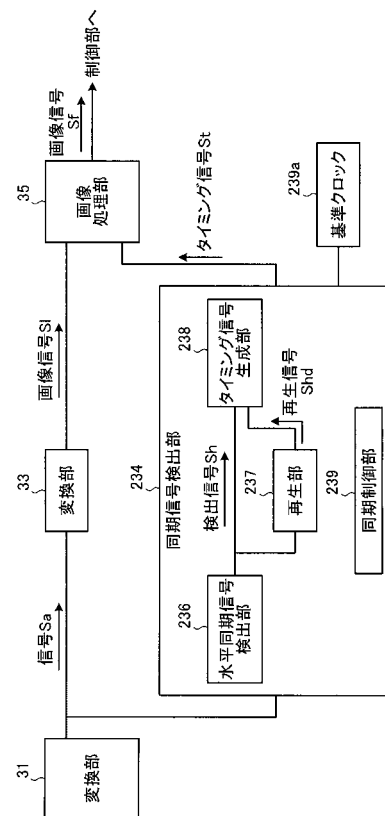 31
変換部
信号Sa
33
変換部
画像信号Sl
35
画像
処理部
画像信号
Sf
制御部へ
タイミング信号St
234
同期信号検出部
236
水平同期信号
検出部
検出信号Sh
237
再生部
再生信号
Shd
238
タイミング信号
生成部
239
同期制御部
239a
基準クロック